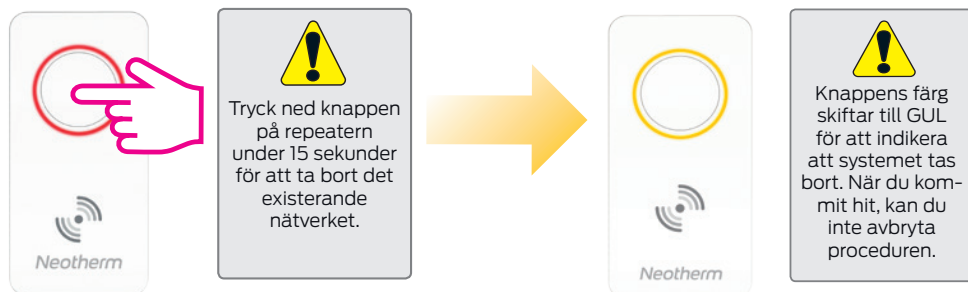 Neotherm
Tryck ned knappen
på repeatern
under 15 sekunder
för att ta bort det
existerande
nätverket.
Neotherm
Knappens färg
skiftar till GUL
för att indikera
att systemet tas
bort. När du kom-
mit hit, kan du
inte avbryta
proceduren.